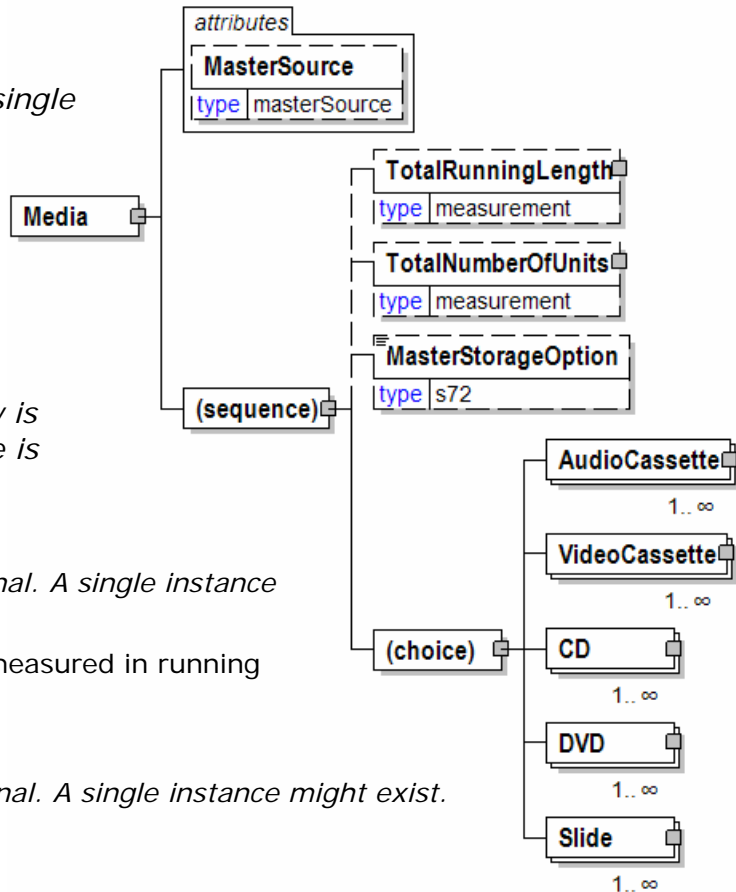 attributes
MasterSource
type masterSource
single
Media
TotalRunningLength
type measurement
TotalNumberOfUnits
type measurement
MasterStorageOption
type s72
is
(sequence)
e is
AudioCassette
1.. ∞
VideoCassette
1.. ∞
nal. A single instance
(choice)
neasured in running
CD
1.. ∞
DVD
1.. ∞
nal. A single instance might exist.
Slide
1.. ∞